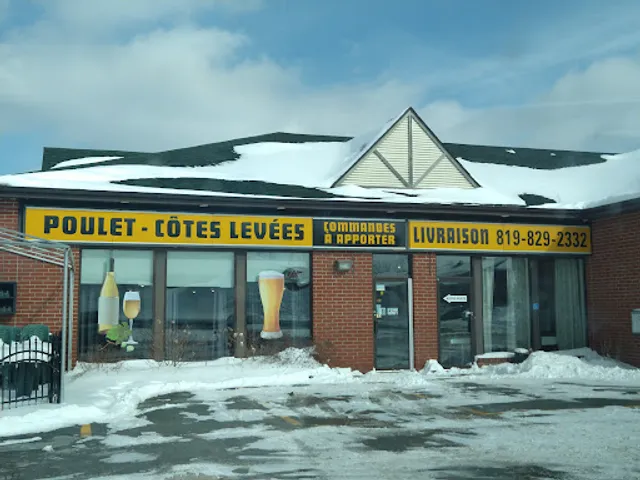 POULET - CÔTES LEVÉES
COMMANDES
À APPORTER
LIVRAISON 819-829-2332